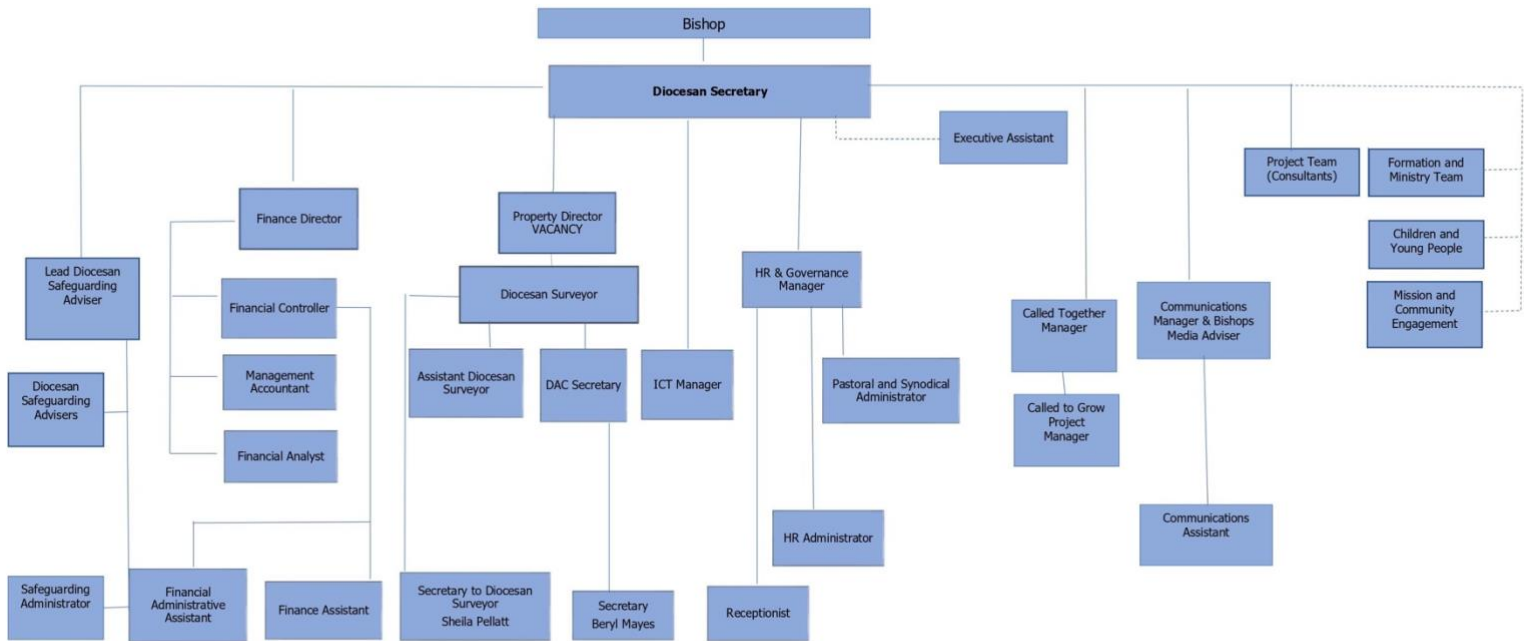 Bishop
Diocesan Secretary
Executive Assistant
Project Team
(Consultants)
Formation and
Ministry Team
Finance Director
Property Director
VACANCY
Children and
Young People
Lead Diocesan
Safeguarding
Adviser
Financial Controller
Diocesan Surveyor
HR & Governance
Manager
Called Together
Manager
Communications
Manager & Bishops
Media Adviser
Mission and
Community
Engagement
Diocesan
Safeguarding
Advisers
Management
Accountant
Assistant Diocesan
Surveyor
DAC Secretary
ICT Manager
Pastoral and Synodical
Administrator
Called to Grow
Project
Manager
Financial Analyst
HR Administrator
Communications
Assistant
Safeguarding
Administrator
Financial
Administrative
Assistant
Finance Assistant
Secretary to Diocesan
Surveyor
Sheila Pellatt
Secretary
Beryl Mayes
Receptionist